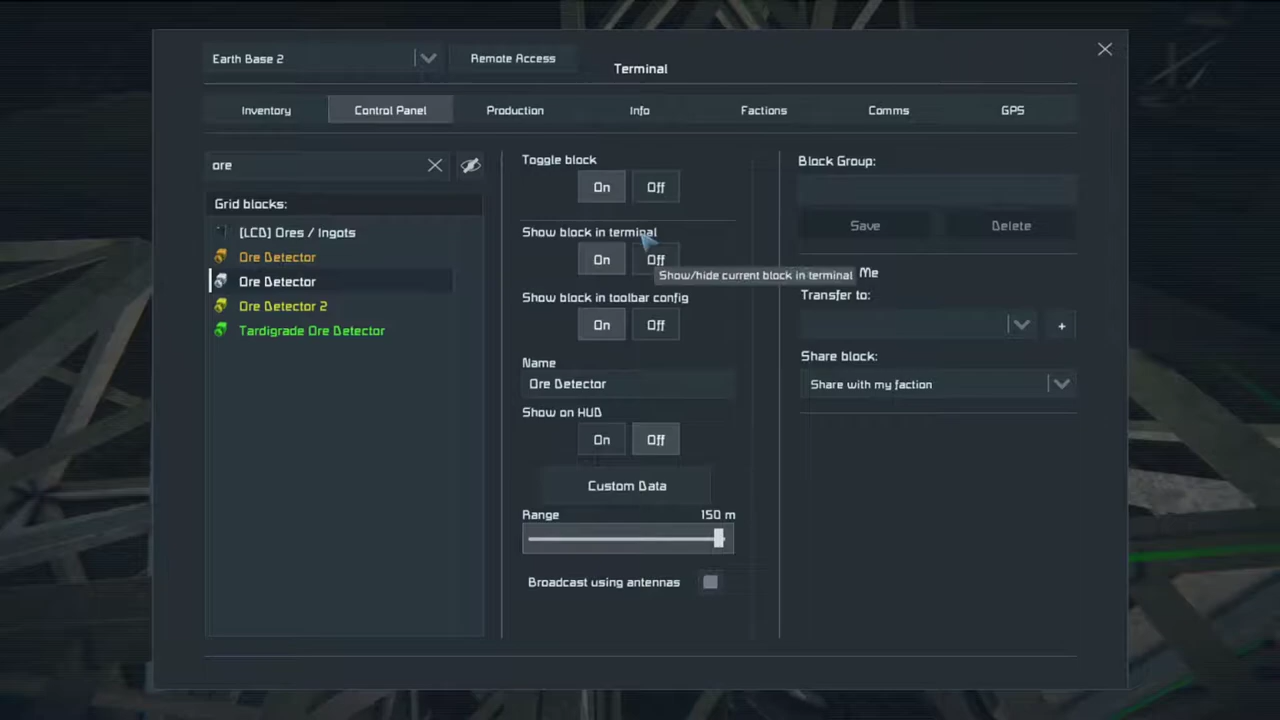 Earth Base 2
Remote Access
Terminal
Inventory
Control Panel
Production
Info
Factions
Comms
GPS
ore
Grid blocks:
[LCD] Ores / Ingots
Ore Detector
Ore Detector
Ore Detector 2
Tardigrade Ore Detector
Toggle block
On
Off
Show block in terminal
On
Off
Show/hide current block in terminal
Show block in toolbar config
On
Off
Name
Ore Detector
Show on HUD
On
Off
Custom Data
Range
150 m
Broadcast using antennas
Block Group:
Save
Delete
Me
Transfer to:
+
Share block:
Share with my faction